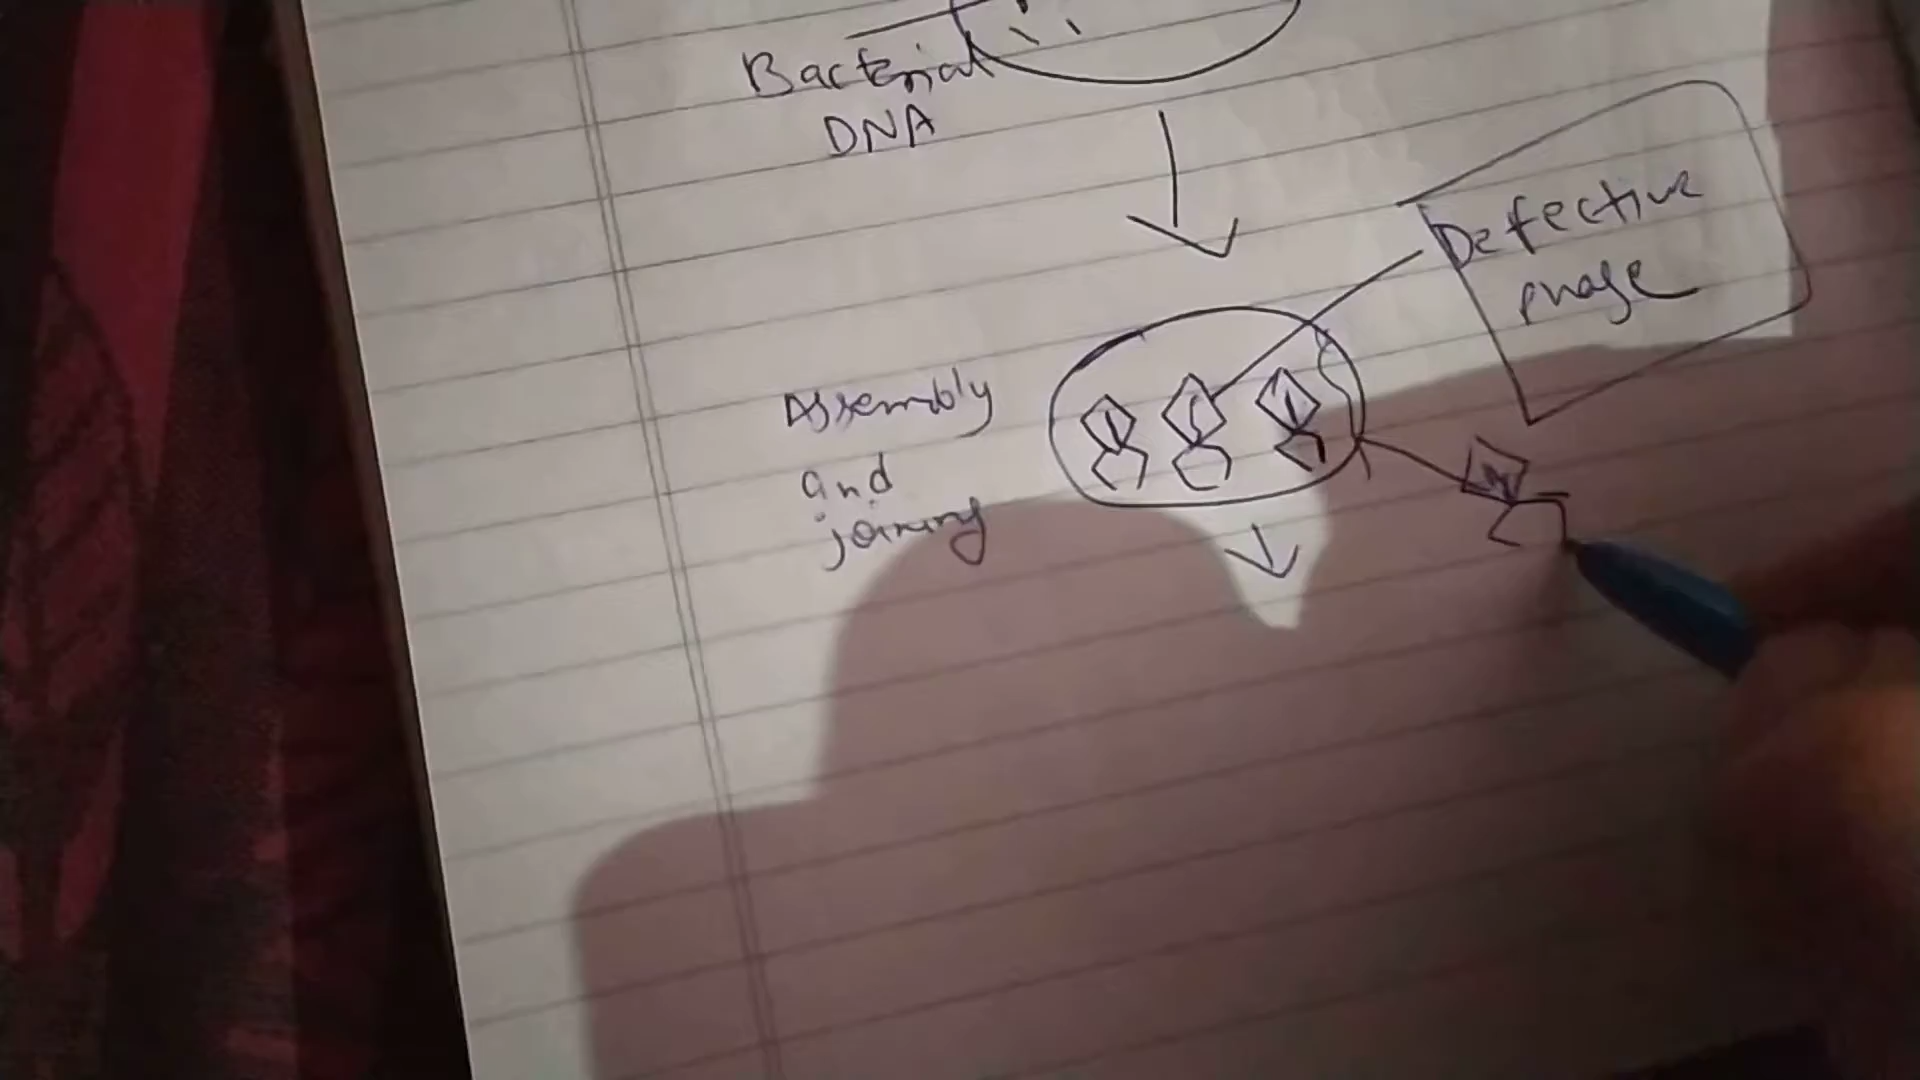 Bacterial
DNA
Defective
phage
Assembly
and
joining